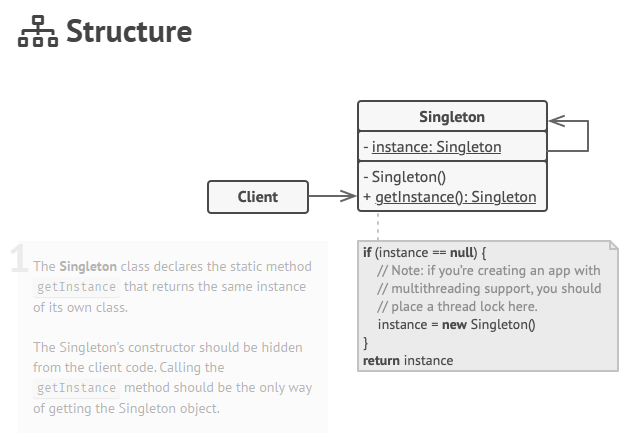 Structure
Singleton
- instance: Singleton
- Singleton()
+ getInstance(): Singleton
Client
1
The Singleton class declares the static method
getInstance that returns the same instance
of its own class.
The Singleton's constructor should be hidden
from the client code. Calling the
getInstance method should be the only way
of getting the Singleton object.
if (instance == null) {
// Note: if you're creating an app with
// multithreading support, you should
// place a thread lock here.
instance = new Singleton()
}
return instance